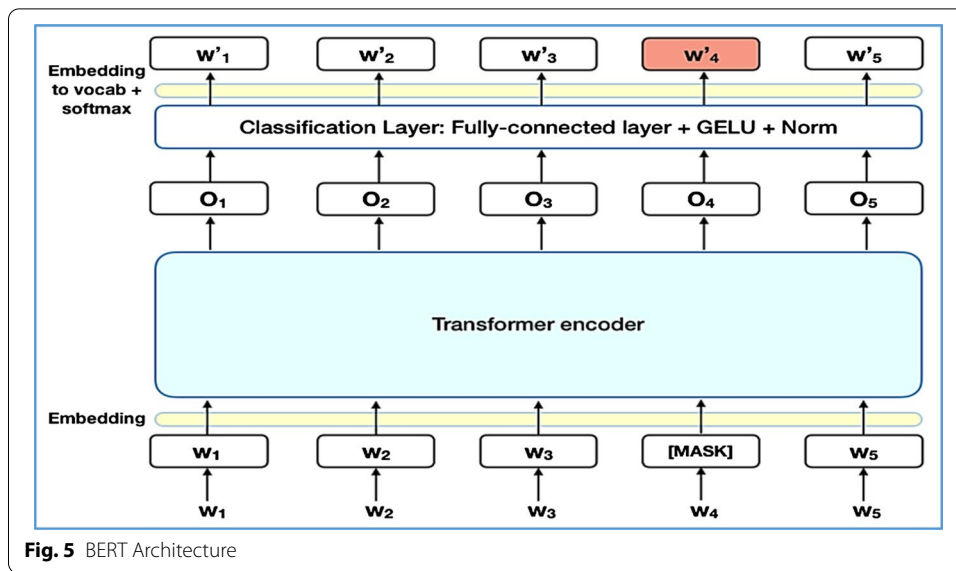 w'1 w'2 w'3 w'4 w'5
Embedding
to vocab +
softmax
Classification Layer: Fully-connected layer + GELU + Norm
O1 O2 O3 O4 O5
Transformer encoder
Embedding
W1 W2 W3 [MASK] W5
W1 W2 W3 W4 W5
Fig. 5 BERT Architecture